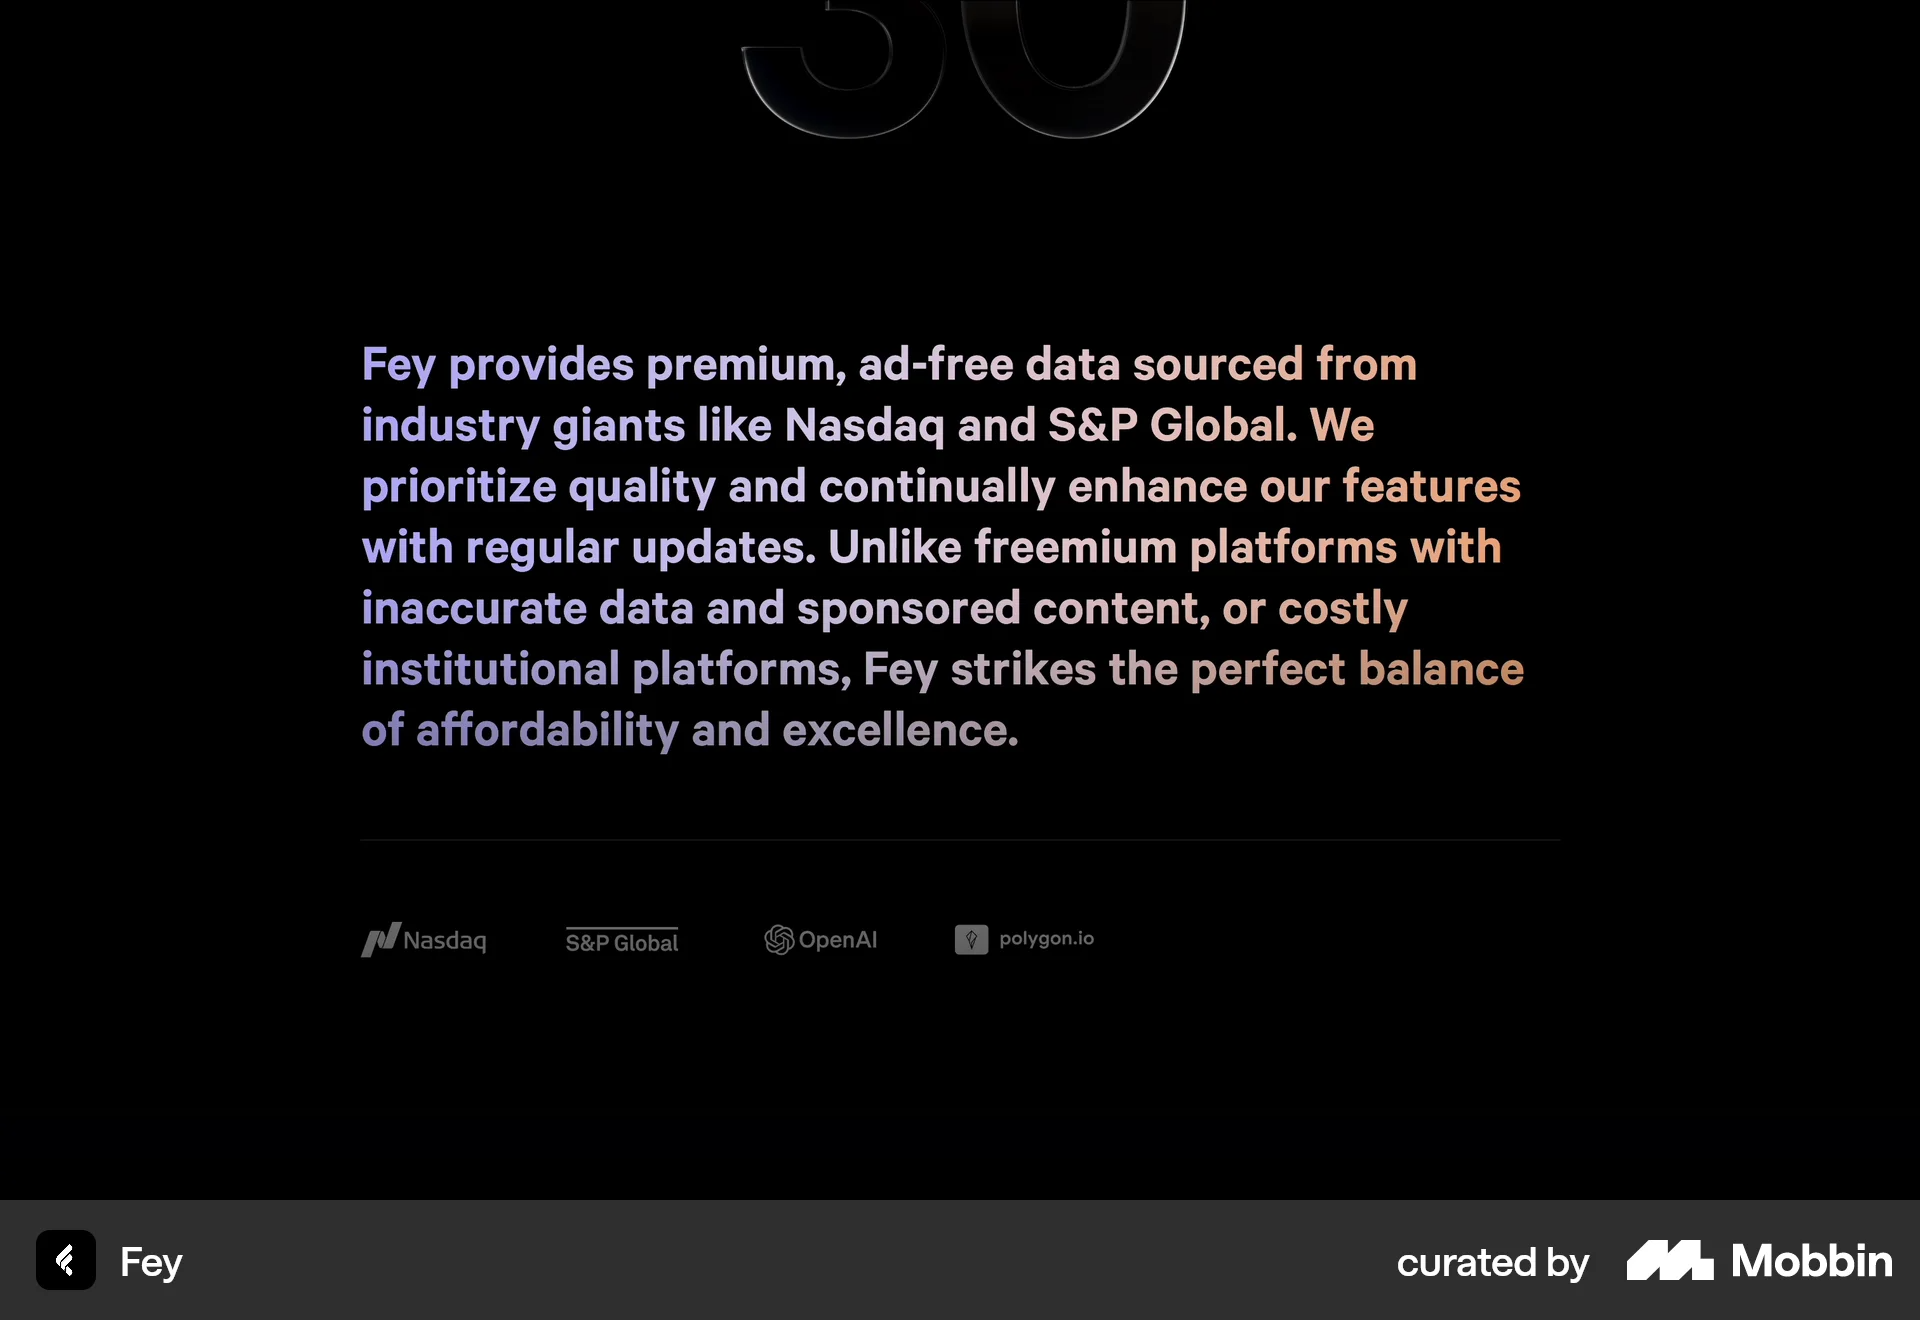 30
Fey provides premium, ad-free data sourced from
industry giants like Nasdaq and S&P Global. We
prioritize quality and continually enhance our features
with regular updates. Unlike freemium platforms with
inaccurate data and sponsored content, or costly
institutional platforms, Fey strikes the perfect balance
of affordability and excellence.
Nasdaq S&P Global OpenAI polygon.io
Fey curated by Mobbin